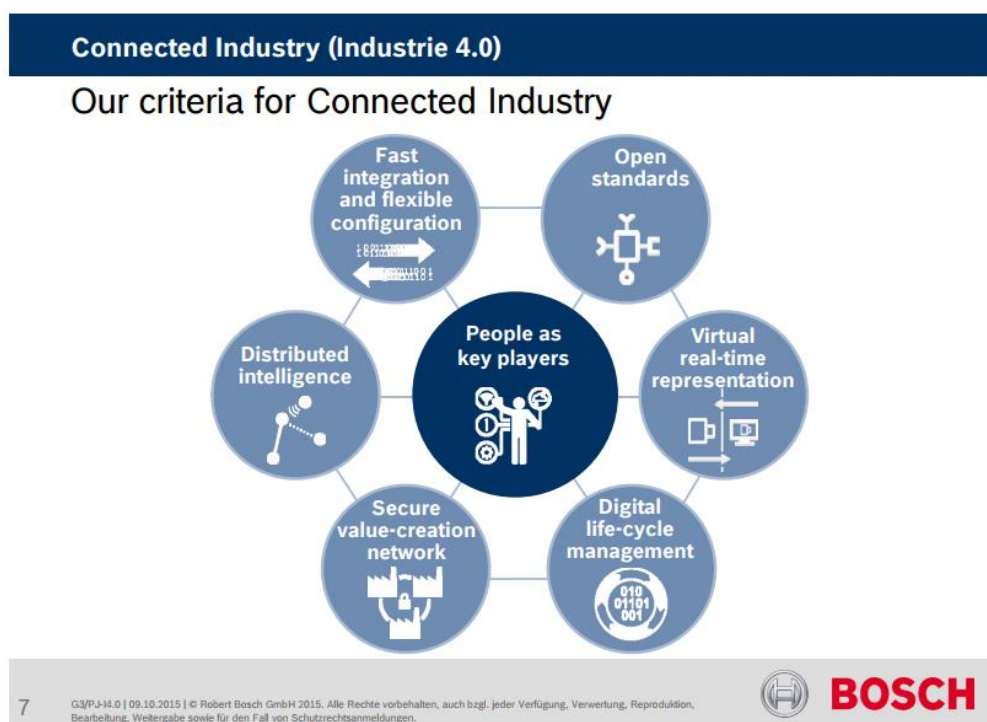 Connected Industry (Industrie 4.0)
Our criteria for Connected Industry
Fast
integration
and flexible
configuration
Open
standards
Distributed
intelligence
People as
key players
Virtual
real-time
representation
Secure
value-creation
network
Digital
life-cycle
management
010
01101
001
7
G3/PJ-I4.0 | 09.10.2015 | © Robert Bosch GmbH 2015. Alle Rechte vorbehalten, auch bzgl. jeder Verfügung, Verwertung, Reproduktion,
Bearbeitung, Weitergabe sowie für den Fall von Schutzrechtsanmeldungen.
BOSCH